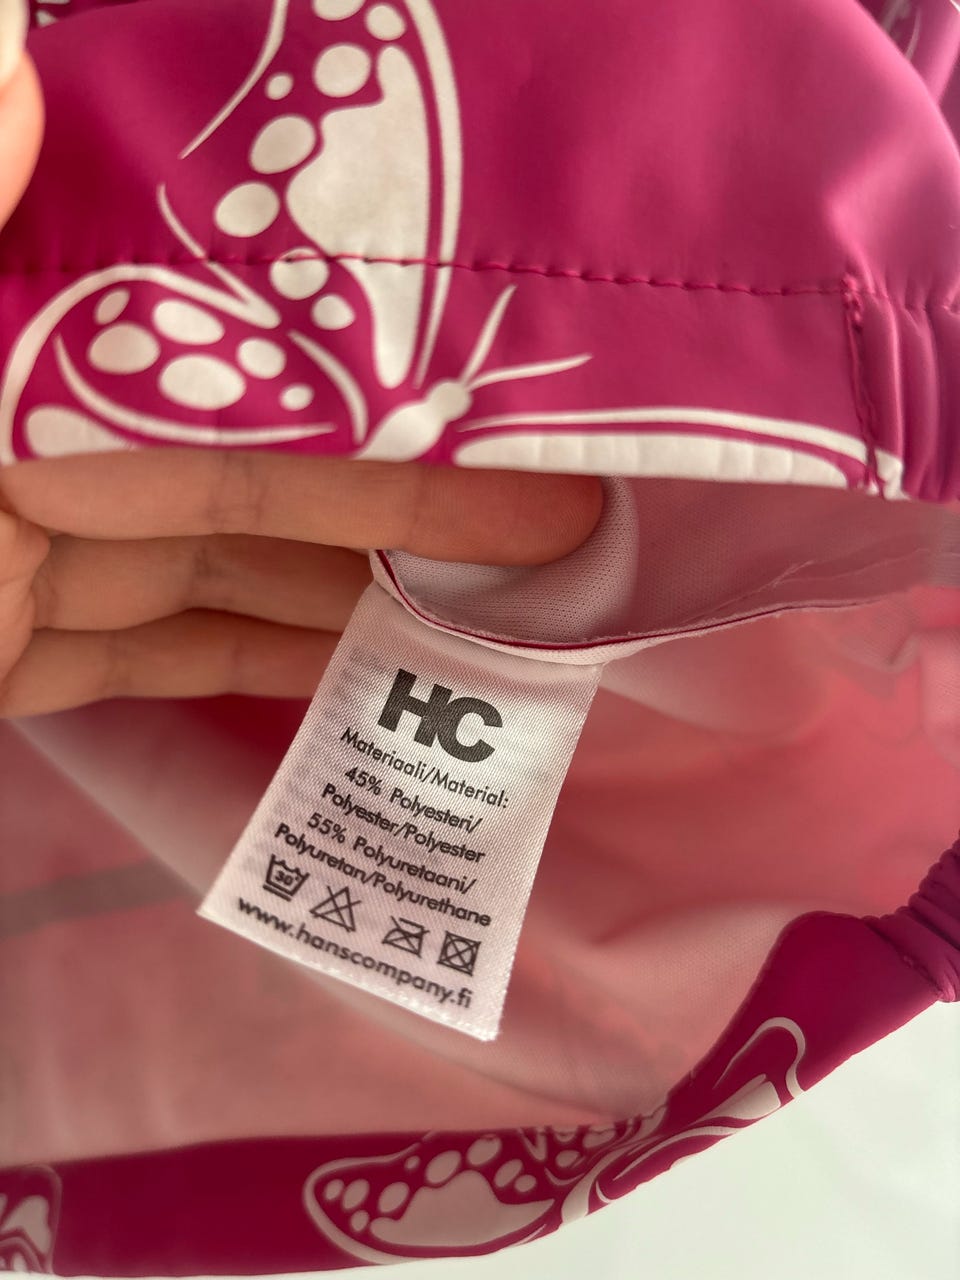 HC
Materiaali/Material:
45% Polyesteri/
Polyester/Polyester
55% Polyuretaani/
Polyuretan/Polyurethane
30°
www.hanscompany.fi